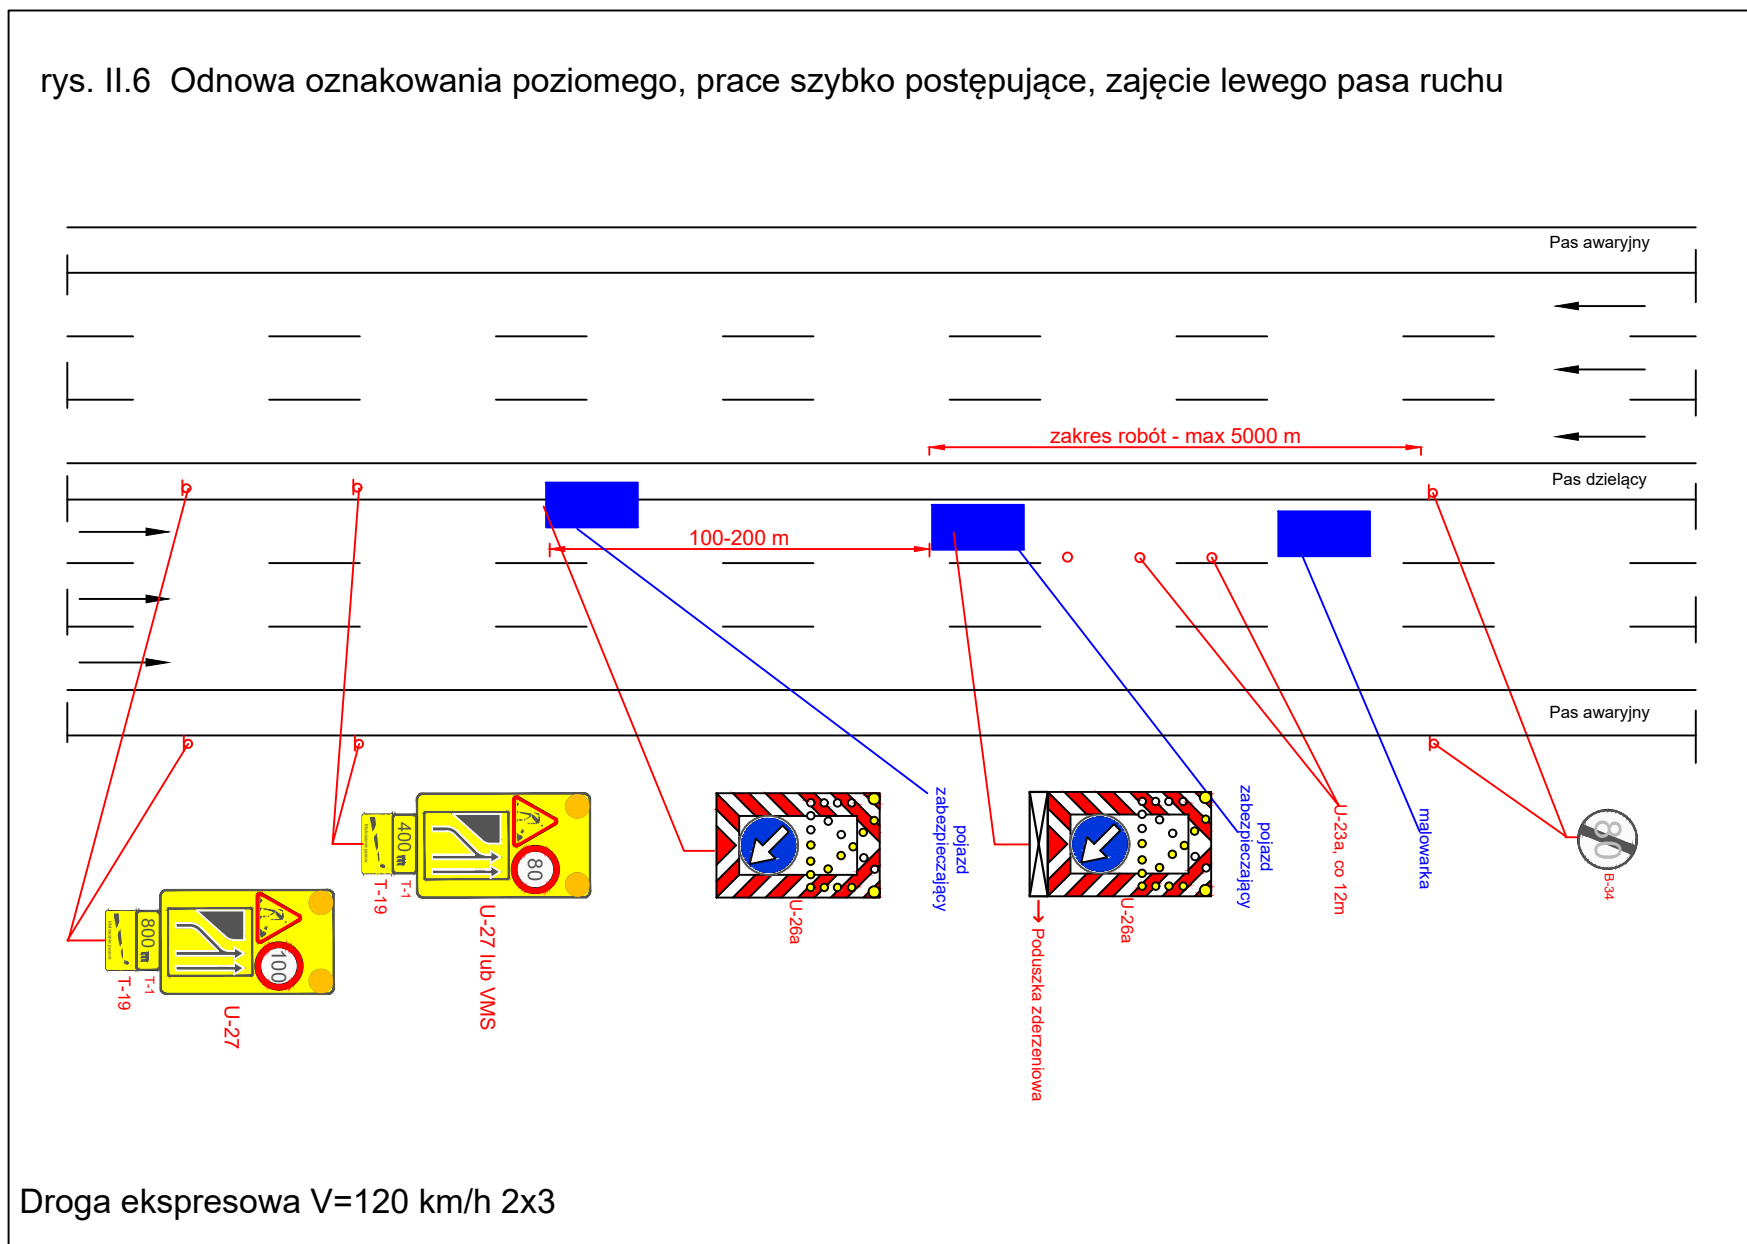 rys. II.6 Odnowa oznakowania poziomego, prace szybko postępujące, zajęcie lewego pasa ruchu
Pas awaryjny
zakres robót - max 5000 m
Pas dzielący
100-200 m
Pas awaryjny
400 m
80
T-1
T-19
U-27 lub VMS
800 m
100
T-1
T-19
U-27
U-26a
pojazd
zabezpieczający
U-26a
Poduszka zderzeniowa
pojazd
zabezpieczający
U-23a, co 12m
malowarka
80
B-34
Droga ekspresowa V=120 km/h 2x3